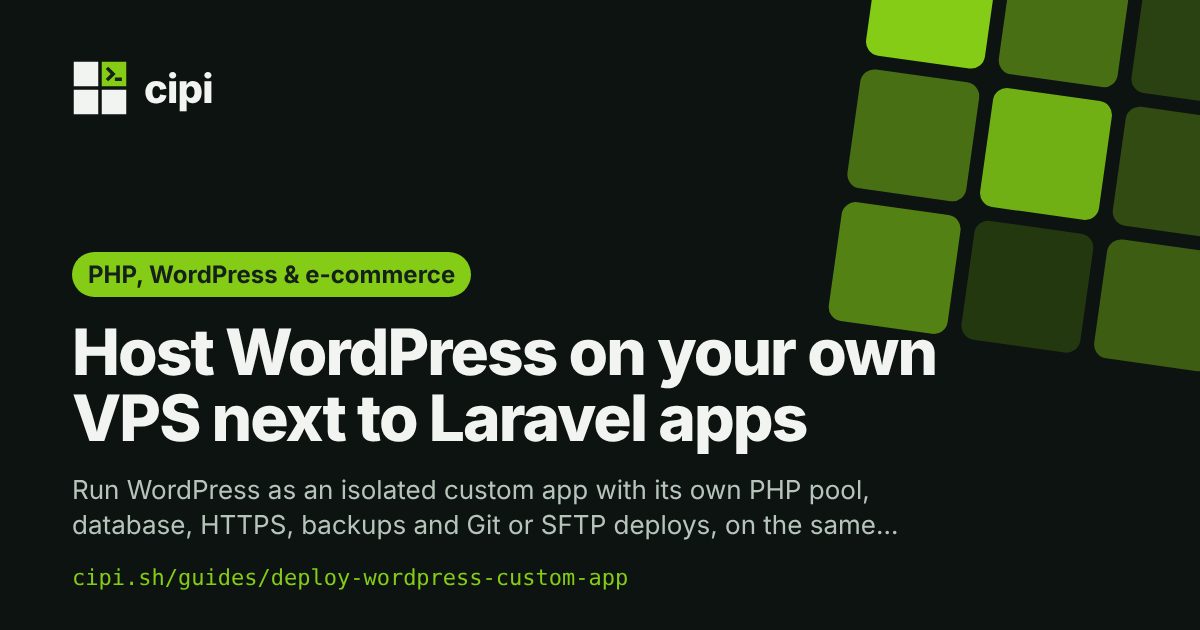 cipi
PHP, WordPress & e-commerce
Host WordPress on your own
VPS next to Laravel apps
Run WordPress as an isolated custom app with its own PHP pool,
database, HTTPS, backups and Git or SFTP deploys, on the same...
cipi.sh/guides/deploy-wordpress-custom-app